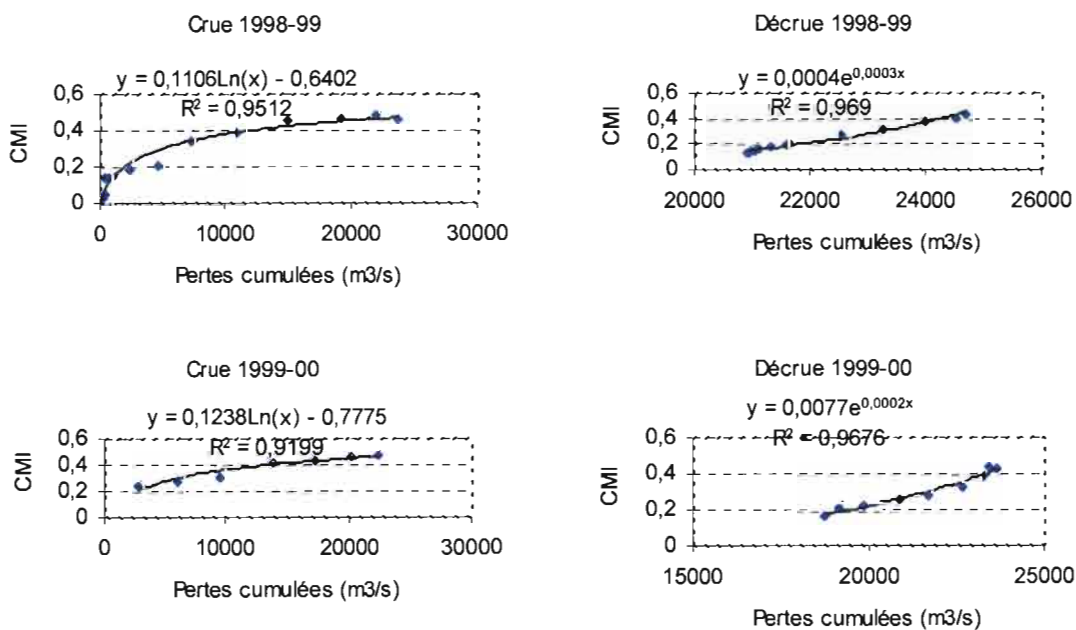 Crue 1998-99
y = 0,1106Ln(x) - 0,6402
R² = 0,9512
CMI
0,6
0,4
0,2
0
0 10000 20000 30000
Pertes cumulées (m3/s)
Décrue 1998-99
y = 0,0004e^0,0003x
R² = 0,969
CMI
0,6
0,4
0,2
0
20000 22000 24000 26000
Pertes cumulées (m3/s)
Crue 1999-00
y = 0,1238Ln(x) - 0,7775
R² = 0,9199
CMI
0,6
0,4
0,2
0
0 10000 20000 30000
Pertes cumulées (m3/s)
Décrue 1999-00
y = 0,0077e^0,0002x
R² = 0,9676
CMI
0,6
0,4
0,2
0
15000 20000 25000
Pertes cumulées (m3/s)